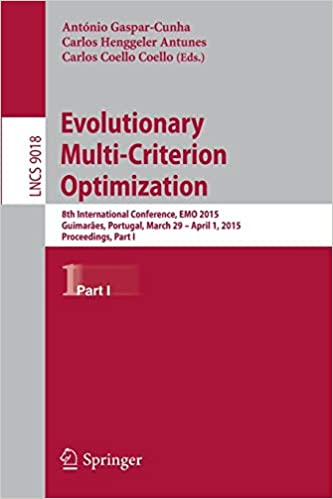 António Gaspar-Cunha
Carlos Henggeler Antunes
Carlos Coello Coello (Eds.)
LNCS 9018
Evolutionary
Multi-Criterion
Optimization
8th International Conference, EMO 2015
Guimarães, Portugal, March 29 – April 1, 2015
Proceedings, Part I
1 Part I
Springer